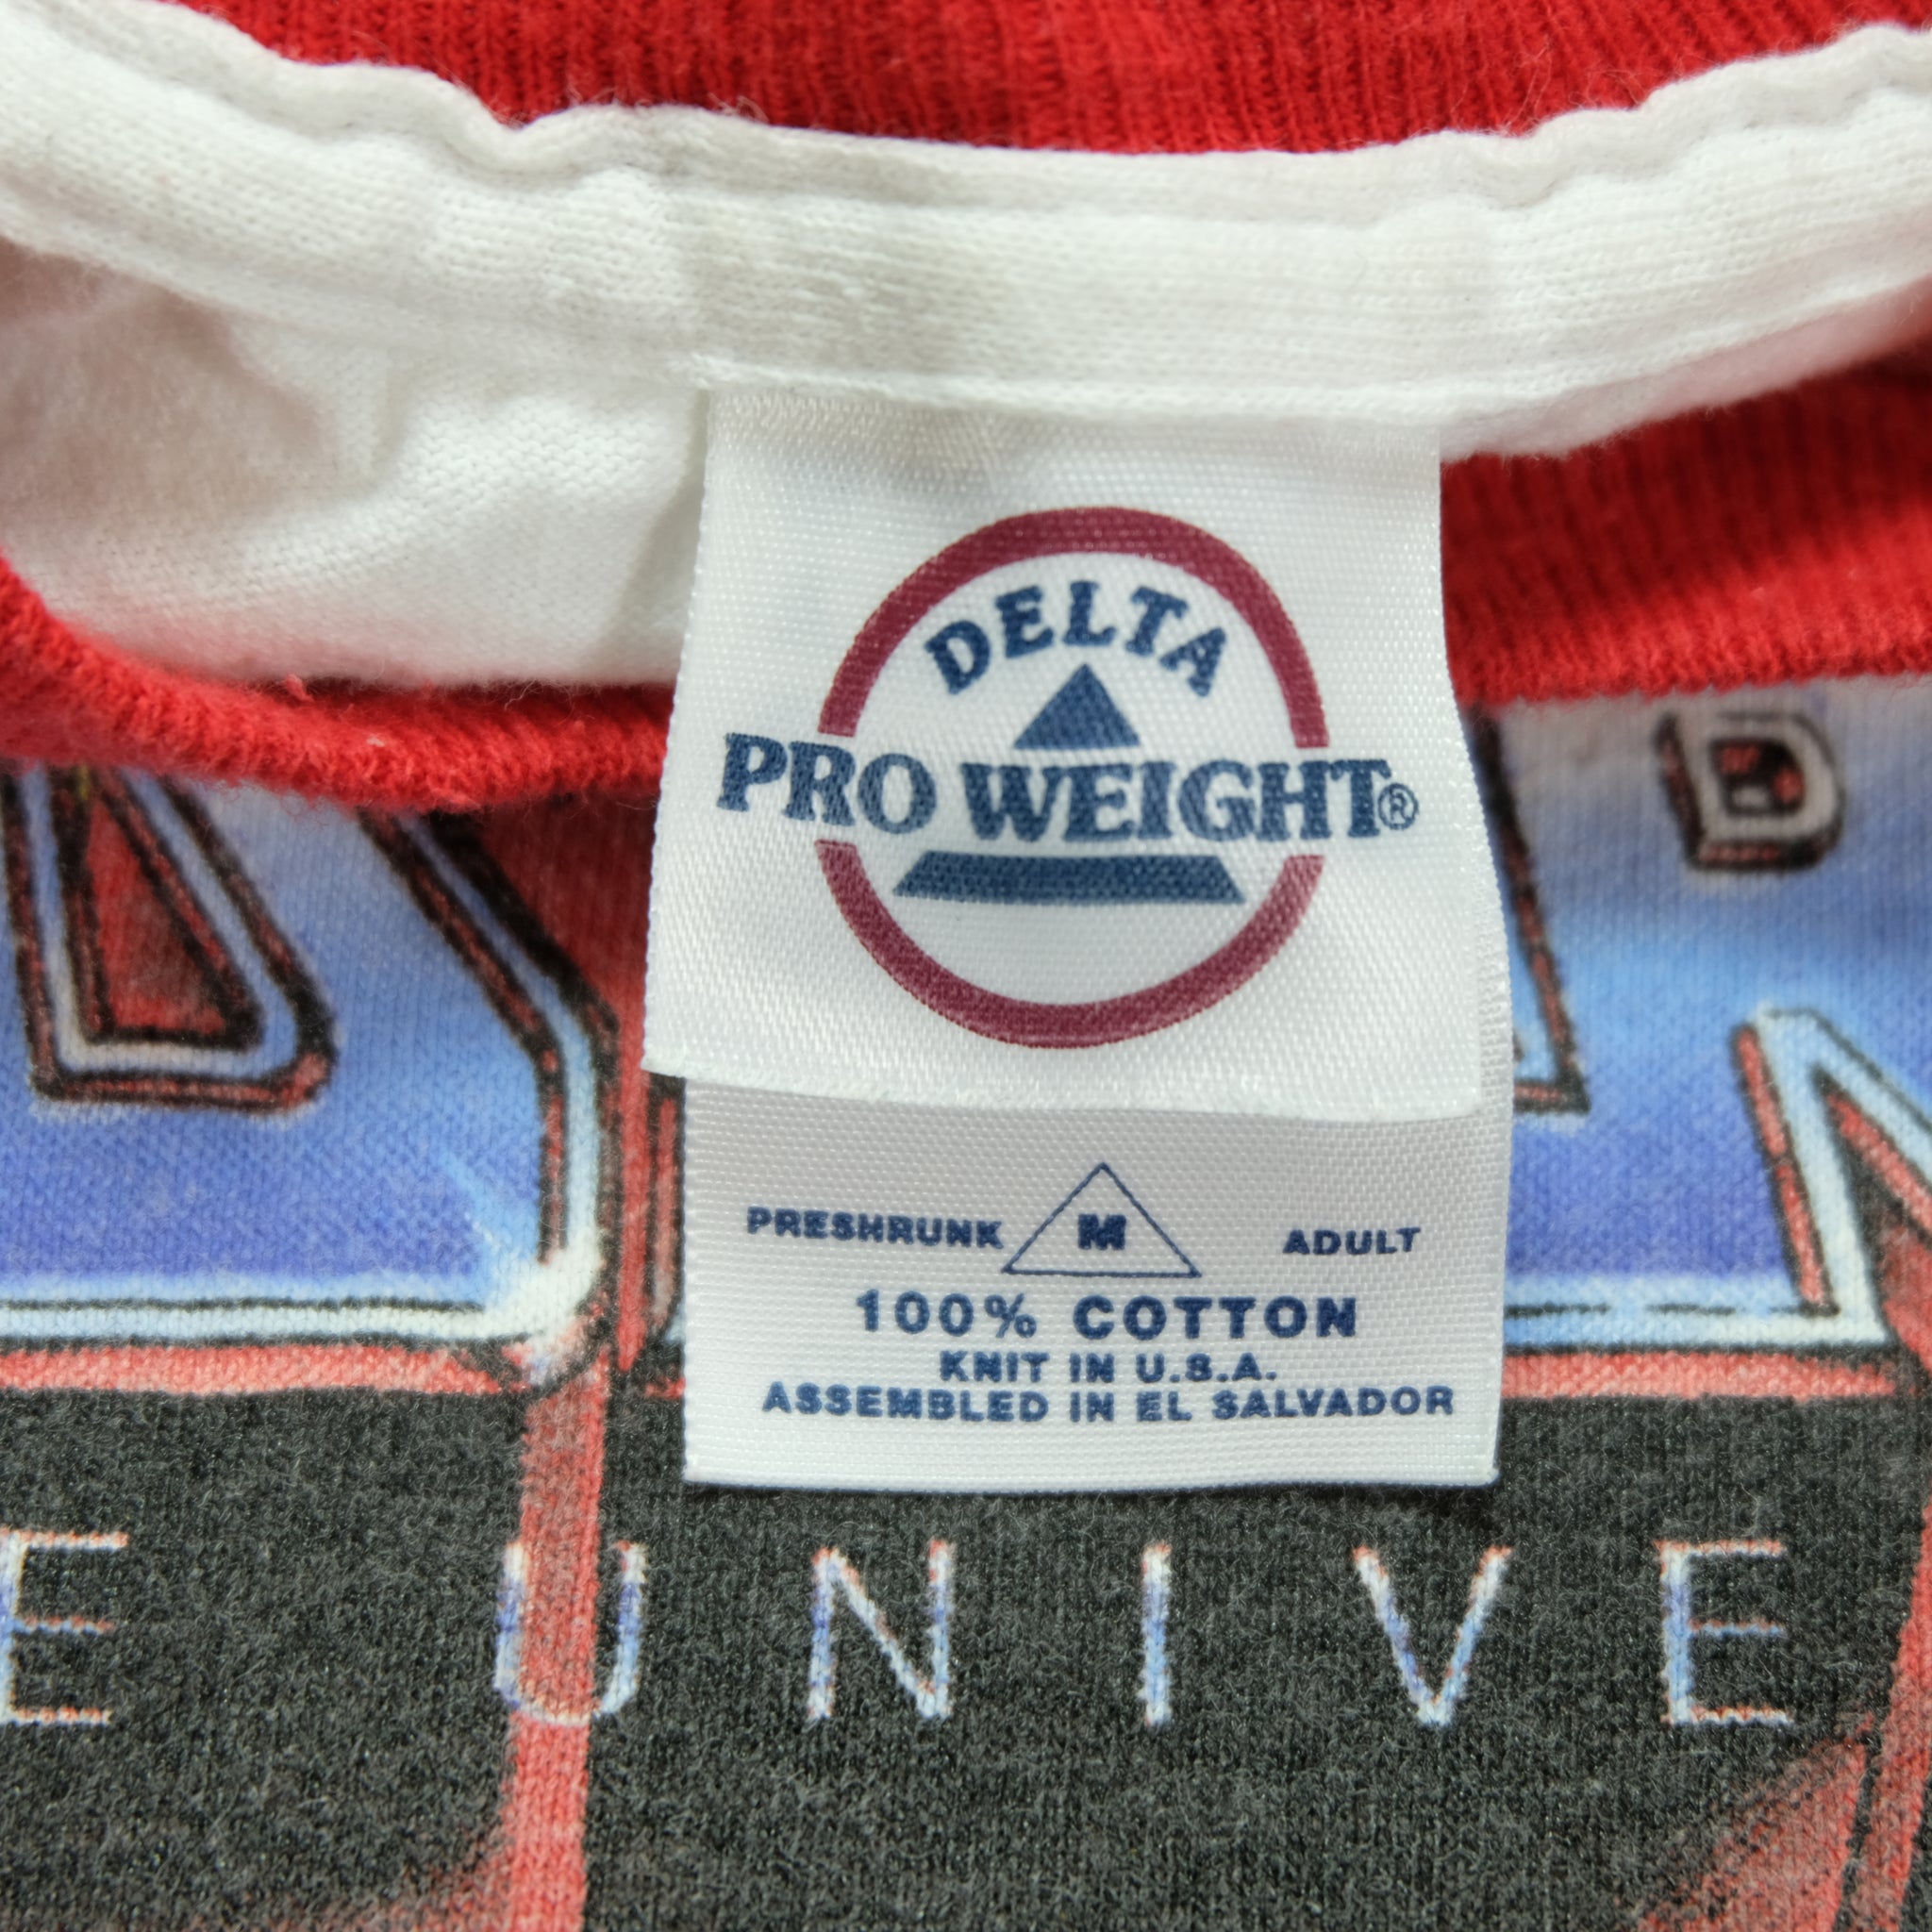 DELTA
PRO WEIGHT®
PRESHRUNK M ADULT
100% COTTON
KNIT IN U.S.A.
ASSEMBLED IN EL SALVADOR
E UNIVE